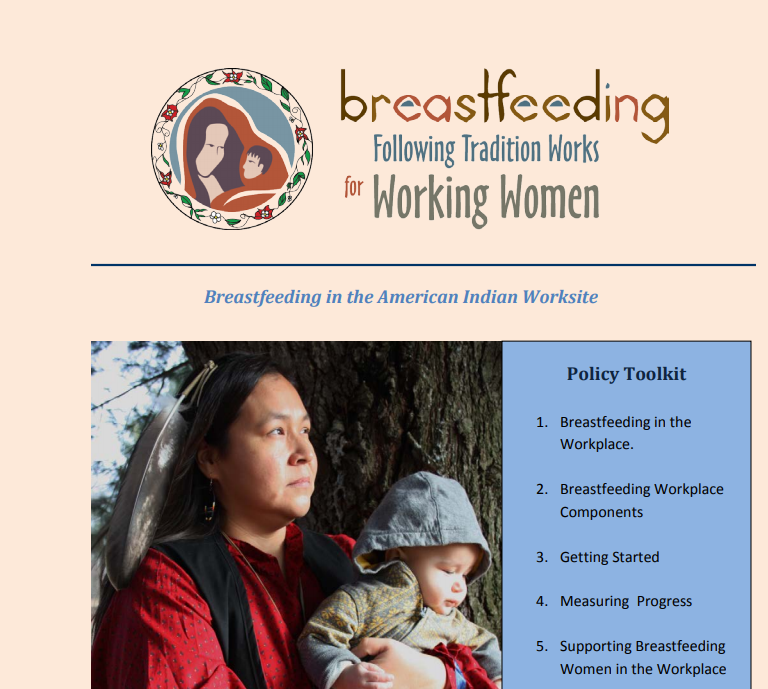 breastfeeding
Following Tradition Works
for Working Women
Breastfeeding in the American Indian Worksite
Policy Toolkit
1. Breastfeeding in the
Workplace.
2. Breastfeeding Workplace
Components
3. Getting Started
4. Measuring Progress
5. Supporting Breastfeeding
Women in the Workplace